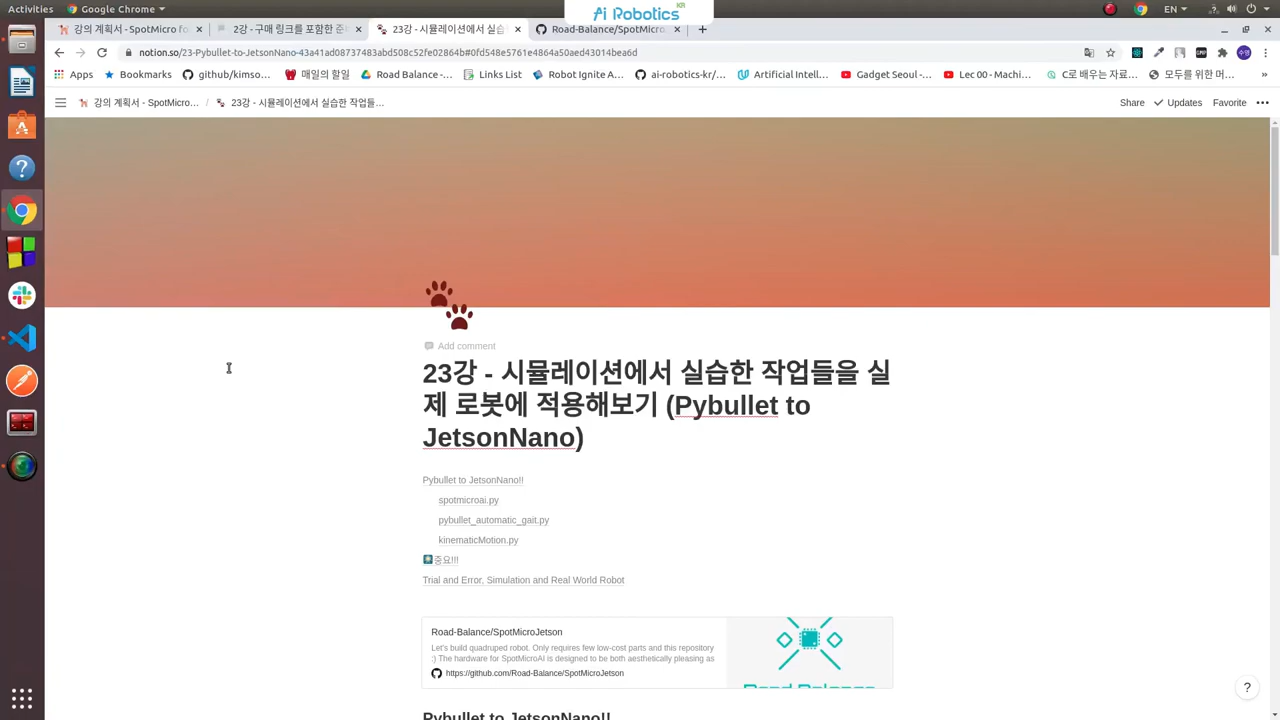 Activities
Google Chrome
Ai Robotics KR
EN
강의 계획서 - SpotMicro fo
2강 - 구매 링크를 포함한 준비
23강 - 시뮬레이션에서 실습
Road-Balance/SpotMicro
notion.so/23-Pybullet-to-JetsonNano-43a41ad08737483abd508c52fe02864b#0fd548e5761e4864a50aed43014bea6d
수영
Apps
Bookmarks
github/kimso...
매일의 할일
Road Balance -...
Links List
Robot Ignite A...
ai-robotics-kr/...
Artificial Intell...
Gadget Seoul -...
Lec 00 - Machi...
C로 배우는 자료...
모두를 위한 머...
»
강의 계획서 - SpotMicro... / 23강 - 시뮬레이션에서 실습한 작업들...
Share
Updates
Favorite
Add comment
23강 - 시뮬레이션에서 실습한 작업들을 실
제 로봇에 적용해보기 (Pybullet to
JetsonNano)
Pybullet to JetsonNano!!
spotmicroai.py
pybullet_automatic_gait.py
kinematicMotion.py
중요!!!
Trial and Error, Simulation and Real World Robot
Road-Balance/SpotMicroJetson
Let's build quadruped robot. Only requires few low-cost parts and this repository
:) The hardware for SpotMicroAI is designed to be both aesthetically pleasing as
https://github.com/Road-Balance/SpotMicroJetson
Road Balance
Pybullet to JetsonNano!!
?